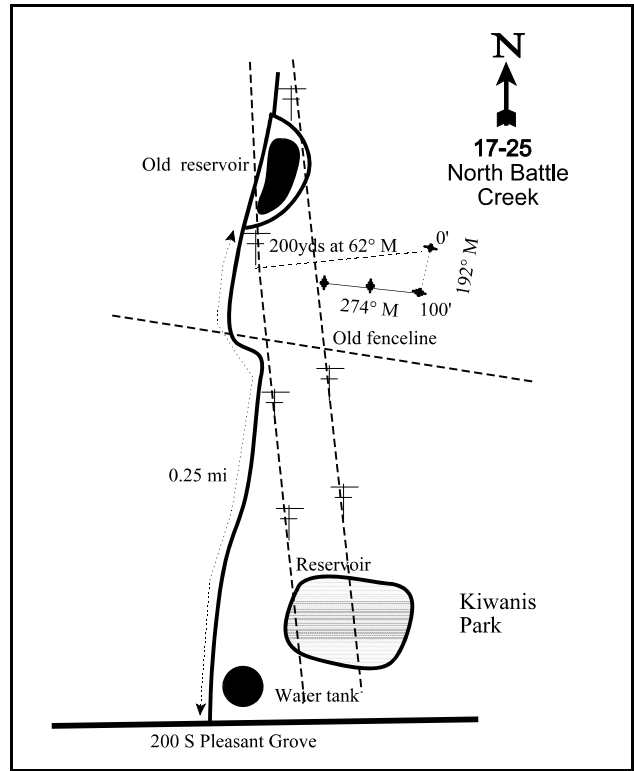 N
17-25
North Battle
Creek
Old reservoir
200yds at 62° M
0'
192° M
274° M
100'
Old fenceline
0.25 mi
Reservoir
Kiwanis
Park
Water tank
200 S Pleasant Grove